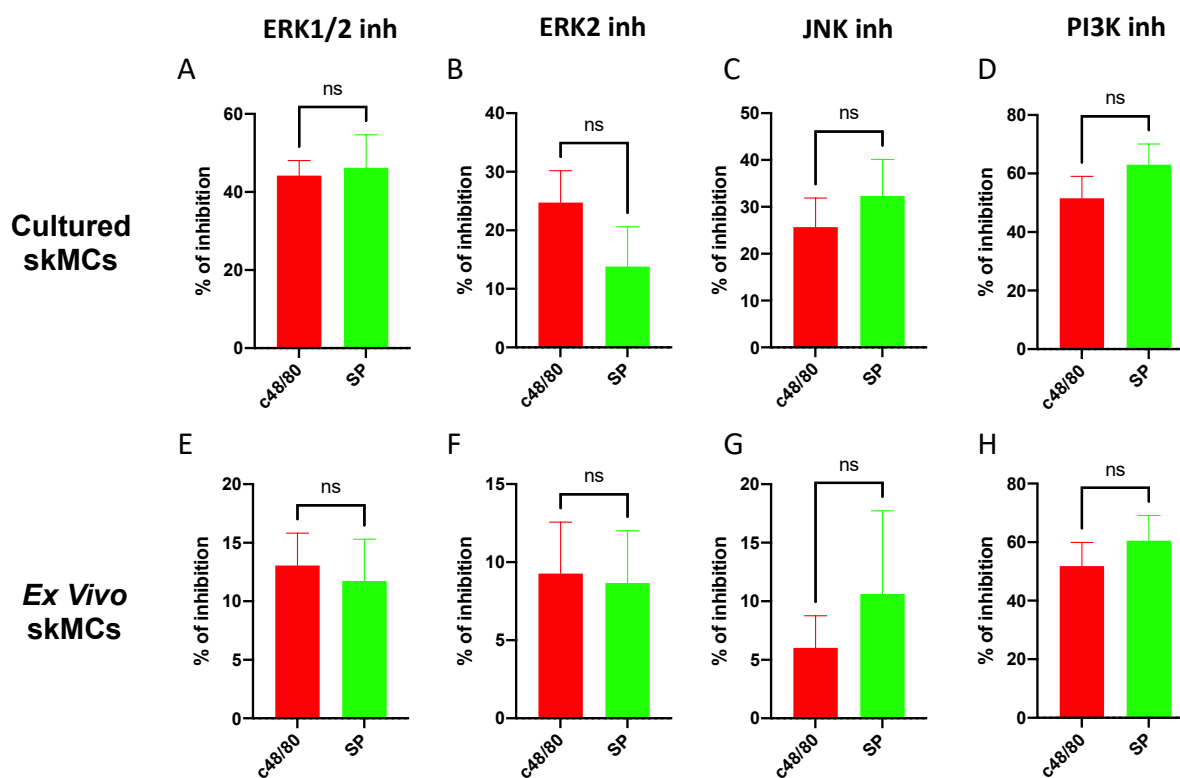 ERK1/2 inh
ERK2 inh
JNK inh
PI3K inh
Cultured
skMCs
A
ns
% of inhibition
60
40
20
0
c48/80
SP
B
ns
% of inhibition
40
30
20
10
0
c48/80
SP
C
ns
% of inhibition
50
40
30
20
10
0
c48/80
SP
D
ns
% of inhibition
80
60
40
20
0
c48/80
SP
Ex Vivo
skMCs
E
ns
% of inhibition
20
15
10
5
0
c48/80
SP
F
ns
% of inhibition
15
10
5
0
c48/80
SP
G
ns
% of inhibition
20
15
10
5
0
c48/80
SP
H
ns
% of inhibition
80
60
40
20
0
c48/80
SP